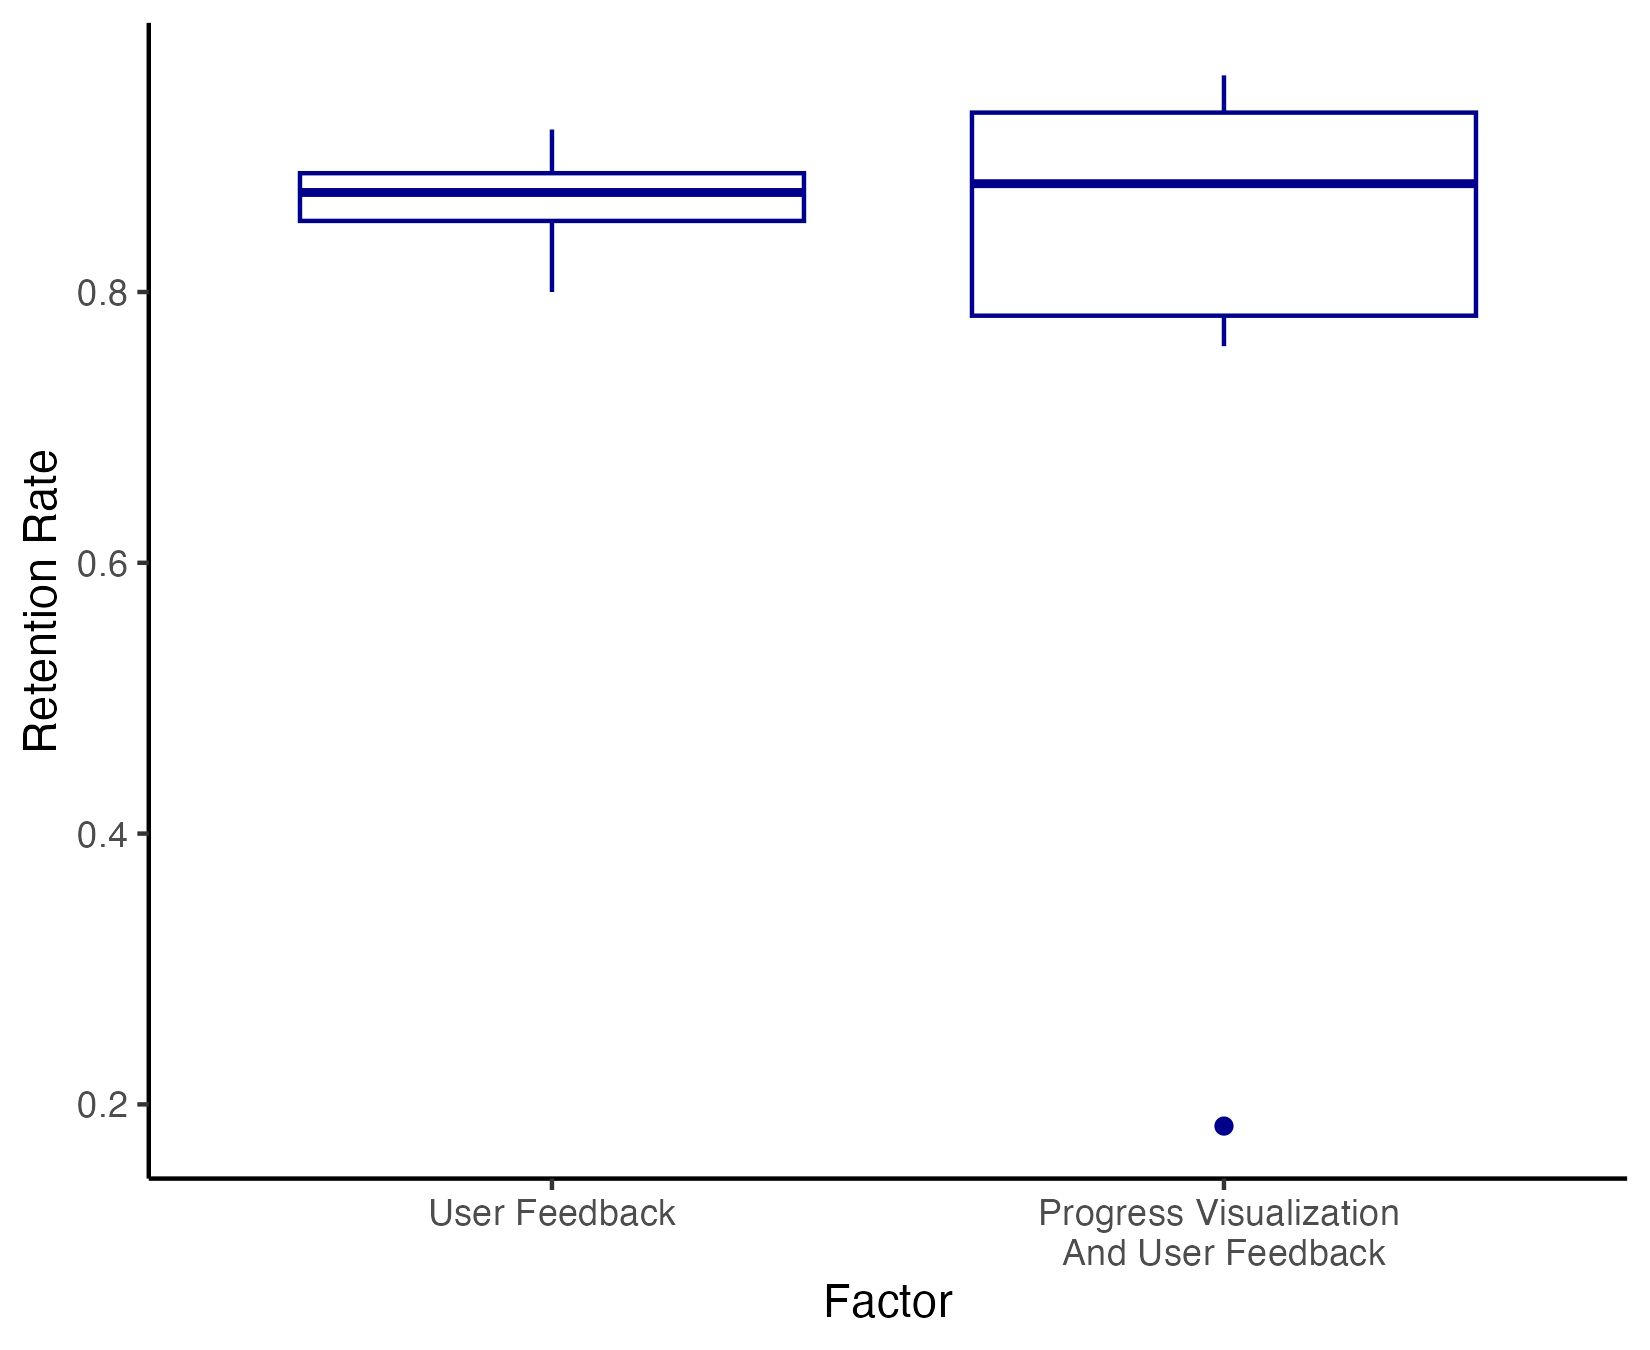 Retention Rate
0.8
0.6
0.4
0.2
User Feedback
Progress Visualization
And User Feedback
Factor